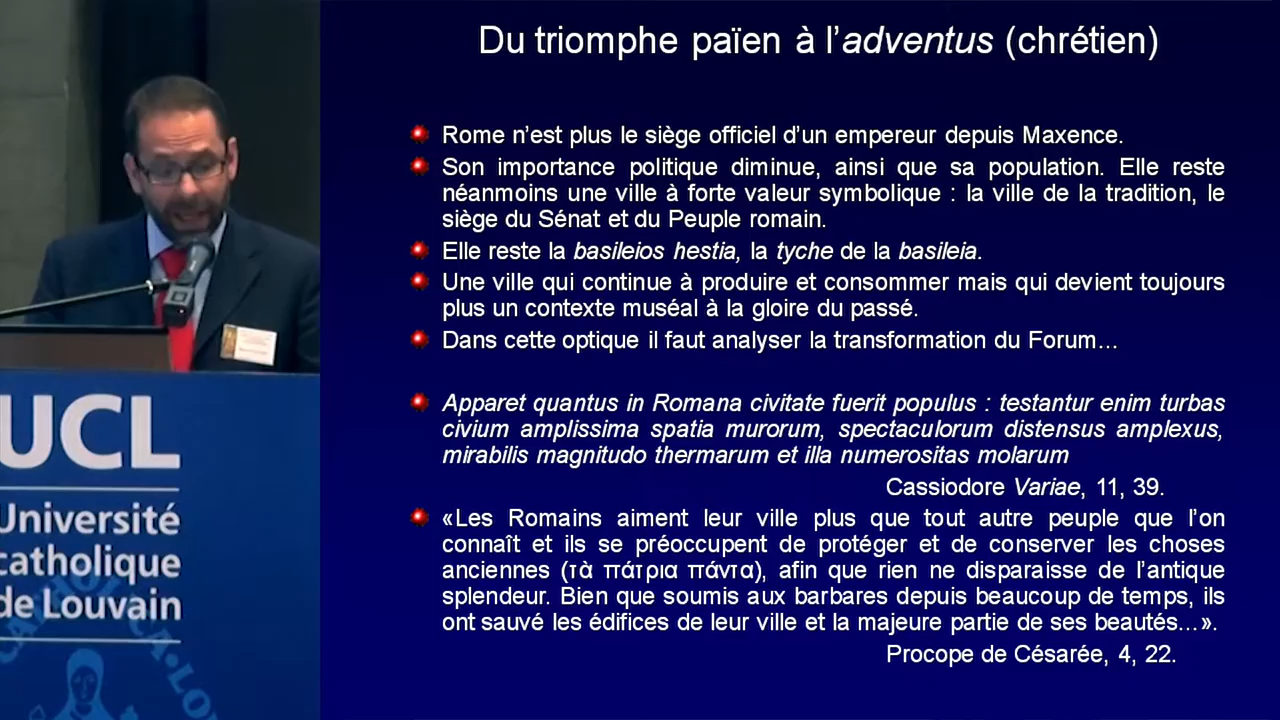 Du triomphe païen à l'adventus (chrétien)
Rome n'est plus le siège officiel d'un empereur depuis Maxence.
Son importance politique diminue, ainsi que sa population. Elle reste
néanmoins une ville à forte valeur symbolique : la ville de la tradition, le
siège du Sénat et du Peuple romain.
Elle reste la basileios hestia, la tyche de la basileia.
Une ville qui continue à produire et consommer mais qui devient toujours
plus un contexte muséal à la gloire du passé.
Dans cette optique il faut analyser la transformation du Forum…
Apparet quantus in Romana civitate fuerit populus : testantur enim turbas
civium amplissima spatia murorum, spectaculorum distensus amplexus,
mirabilis magnitudo thermarum et illa numerositas molarum
Cassiodore Variae, 11, 39.
«Les Romains aiment leur ville plus que tout autre peuple que l'on
connaît et ils se préoccupent de protéger et de conserver les choses
anciennes (τὰ πάτρια πάντα), afin que rien ne disparaisse de l'antique
splendeur. Bien que soumis aux barbares depuis beaucoup de temps, ils
ont sauvé les édifices de leur ville et la majeure partie de ses beautés…».
Procope de Césarée, 4, 22.
UCL
Université
catholique
de Louvain